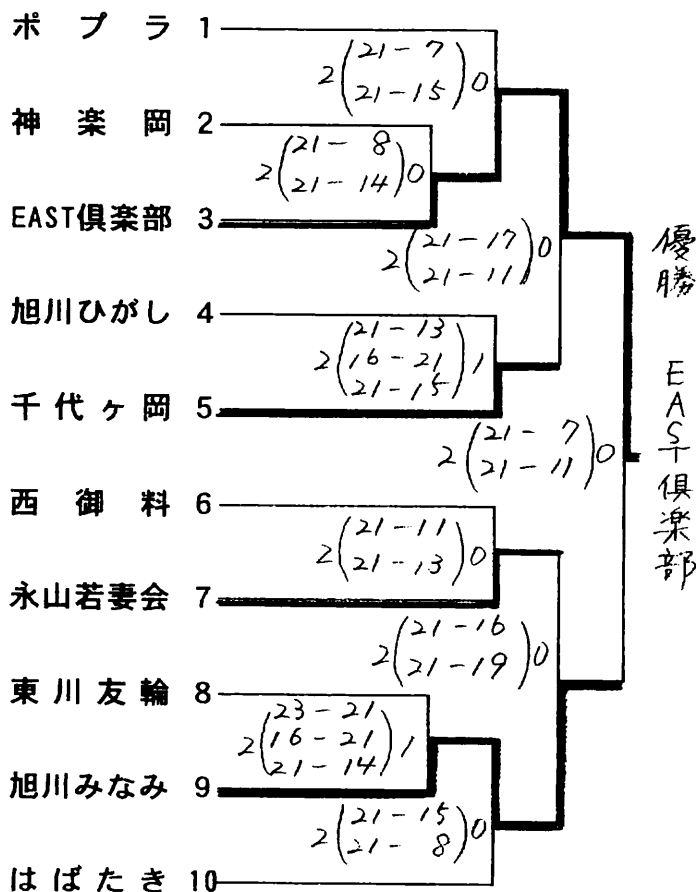 ポプラ 1
2(21-7 21-15)0
神楽岡 2
2(21-8 21-14)0
EAST倶楽部 3
2(21-17 21-11)0
旭川ひがし 4
2(21-13 16-21 21-15)1
千代ヶ岡 5
2(21-7 21-11)0
西御料 6
2(21-11 21-13)0
永山若妻会 7
2(21-16 21-19)0
東川友輪 8
2(23-21 16-21 21-14)1
旭川みなみ 9
2(21-15 21-8)0
はばたき 10
優勝 EAST倶楽部